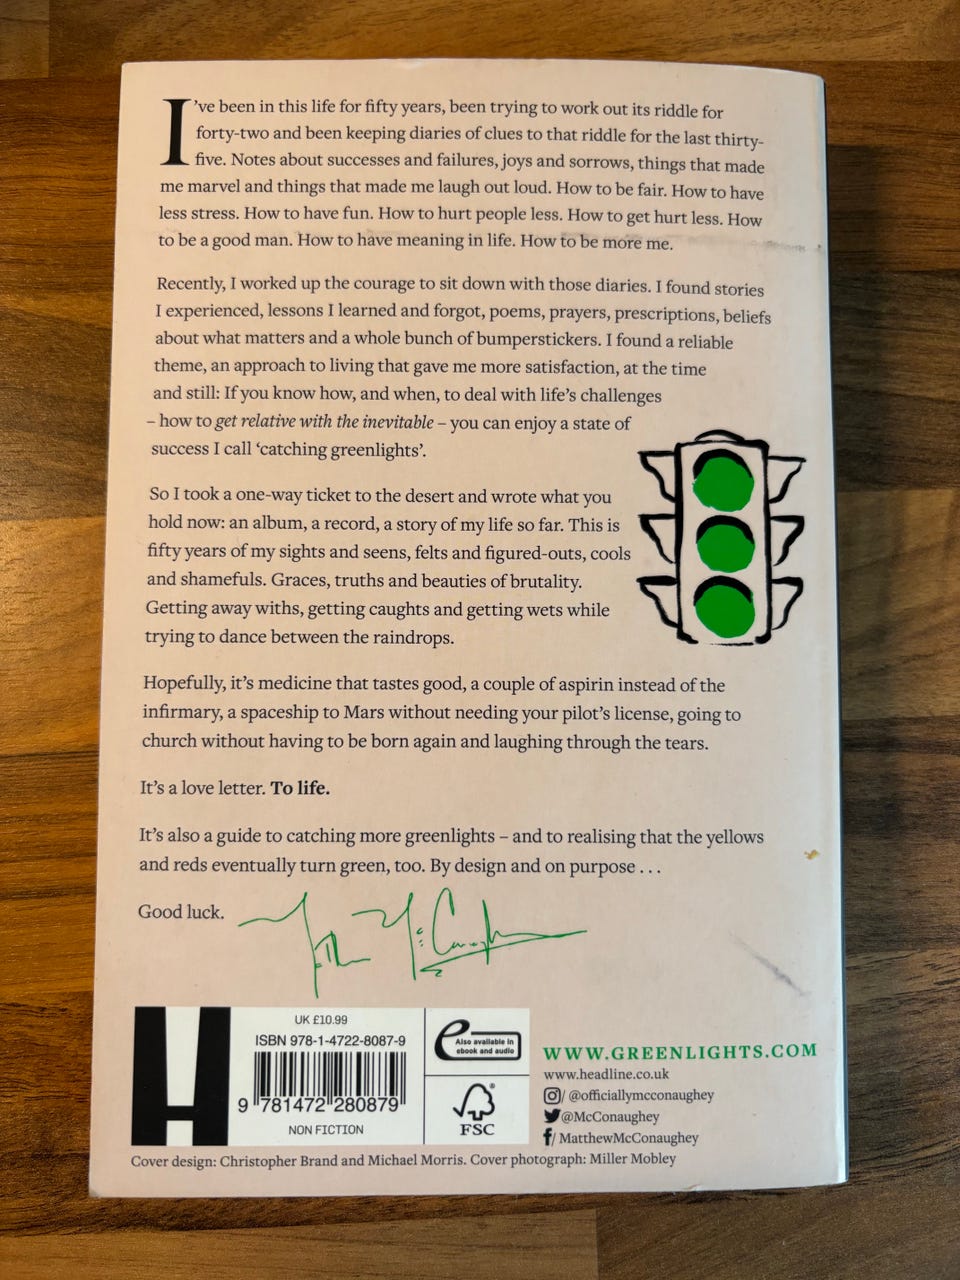 I've been in this life for fifty years, been trying to work out its riddle for
forty-two and been keeping diaries of clues to that riddle for the last thirty-
five. Notes about successes and failures, joys and sorrows, things that made
me marvel and things that made me laugh out loud. How to be fair. How to have
less stress. How to have fun. How to hurt people less. How to get hurt less. How
to be a good man. How to have meaning in life. How to be more me.
Recently, I worked up the courage to sit down with those diaries. I found stories
I experienced, lessons I learned and forgot, poems, prayers, prescriptions, beliefs
about what matters and a whole bunch of bumperstickers. I found a reliable
theme, an approach to living that gave me more satisfaction, at the time
and still: If you know how, and when, to deal with life's challenges
– how to get relative with the inevitable – you can enjoy a state of
success I call ‘catching greenlights’.
So I took a one-way ticket to the desert and wrote what you
hold now: an album, a record, a story of my life so far. This is
fifty years of my sights and seens, felts and figured-outs, cools
and shamefuls. Graces, truths and beauties of brutality.
Getting away withs, getting caughts and getting wets while
trying to dance between the raindrops.
Hopefully, it's medicine that tastes good, a couple of aspirin instead of the
infirmary, a spaceship to Mars without needing your pilot's license, going to
church without having to be born again and laughing through the tears.
It's a love letter. To life.
It's also a guide to catching more greenlights – and to realising that the yellows
and reds eventually turn green, too. By design and on purpose . . .
Good luck.
H
UK £10.99
ISBN 978-1-4722-8087-9
9 781472 280879
NON FICTION
e Also available in
ebook and audio
FSC®
WWW.GREENLIGHTS.COM
www.headline.co.uk
/ @officiallymcconaughey
@McConaughey
f/ MatthewMcConaughey
Cover design: Christopher Brand and Michael Morris. Cover photograph: Miller Mobley